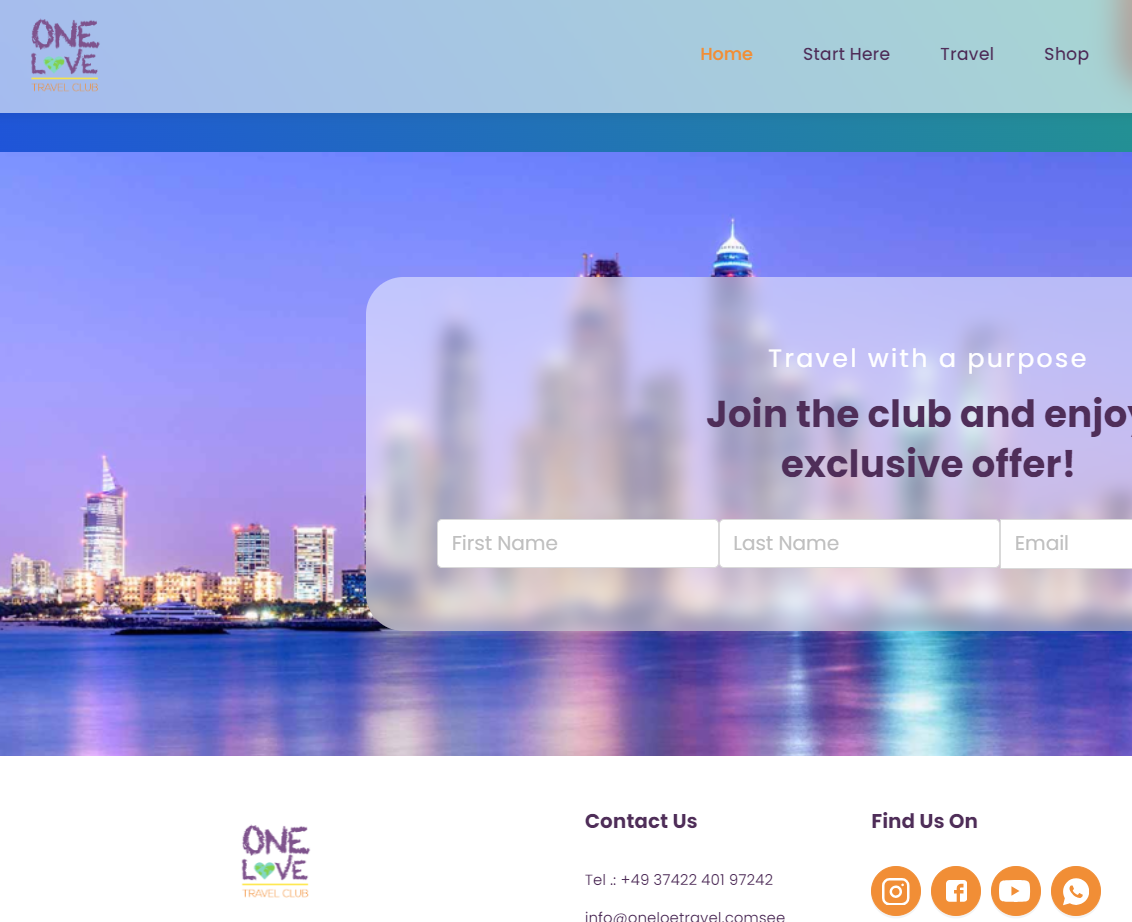 ONE
LOVE
TRAVEL CLUB
Home
Start Here
Travel
Shop
Travel with a purpose
Join the club and enjoy
exclusive offer!
First Name
Last Name
Email
ONE
LOVE
TRAVEL CLUB
Contact Us
Find Us On
Tel .: +49 37422 401 97242
info@oneloetravel.comsee